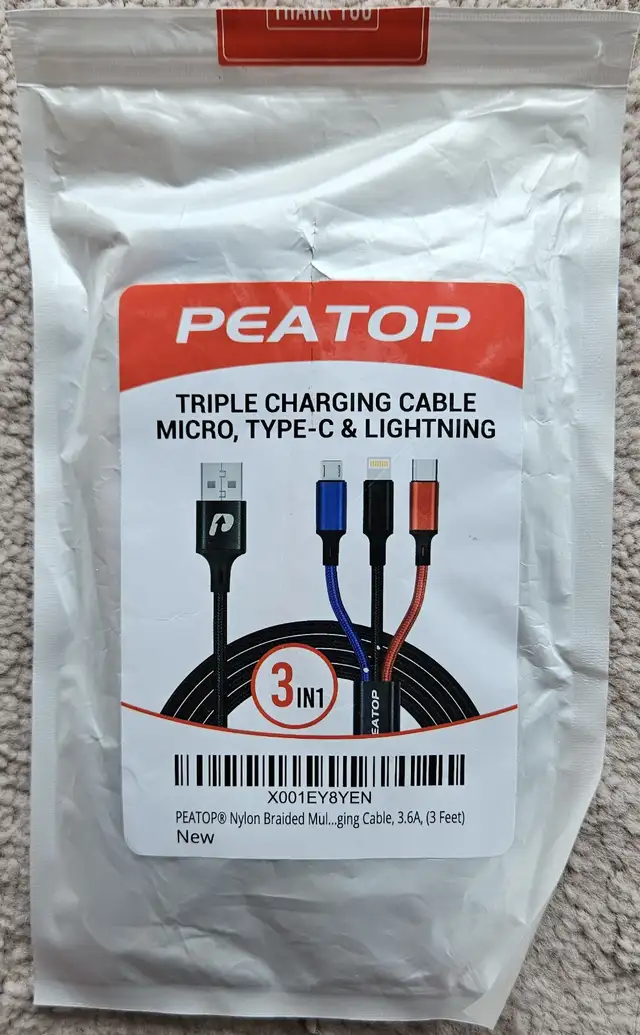 THANK YOU
PEATOP
TRIPLE CHARGING CABLE
MICRO, TYPE-C & LIGHTNING
P
3 IN1
EATOP
X001EY8YEN
PEATOP® Nylon Braided Mul...ging Cable, 3.6A, (3 Feet)
New